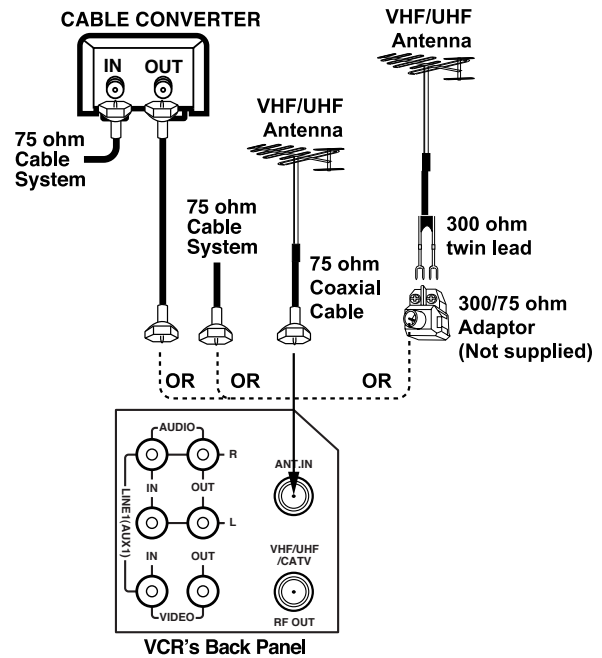 CABLE CONVERTER
IN OUT
75 ohm
Cable
System
VHF/UHF
Antenna
VHF/UHF
Antenna
75 ohm
Cable
System
75 ohm
Coaxial
Cable
300 ohm
twin lead
300/75 ohm
Adaptor
(Not supplied)
OR OR OR
AUDIO
R
IN OUT
L
LINE1(AUX1)
IN OUT
VIDEO
ANT.IN
VHF/UHF
/CATV
RF OUT
VCR's Back Panel